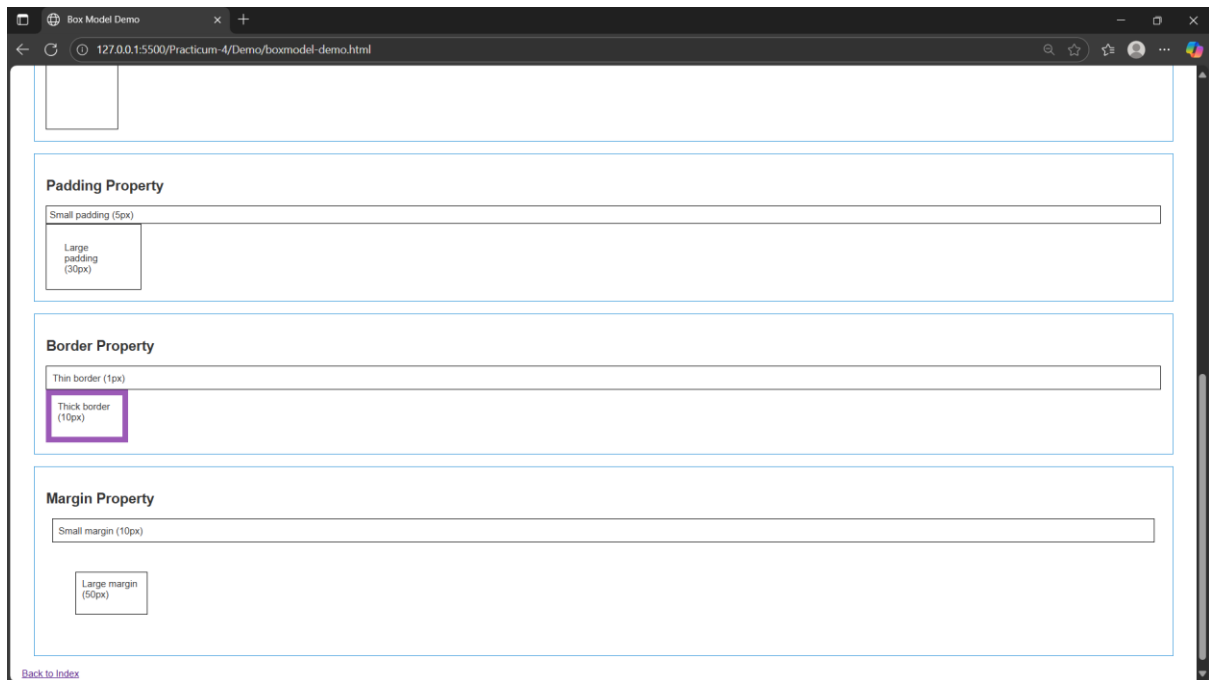 Box Model Demo
127.0.0.1:5500/Practicum-4/Demo/boxmodel-demo.html
Padding Property
Small padding (5px)
Large
padding
(30px)
Border Property
Thin border (1px)
Thick border
(10px)
Margin Property
Small margin (10px)
Large margin
(50px)
Back to Index